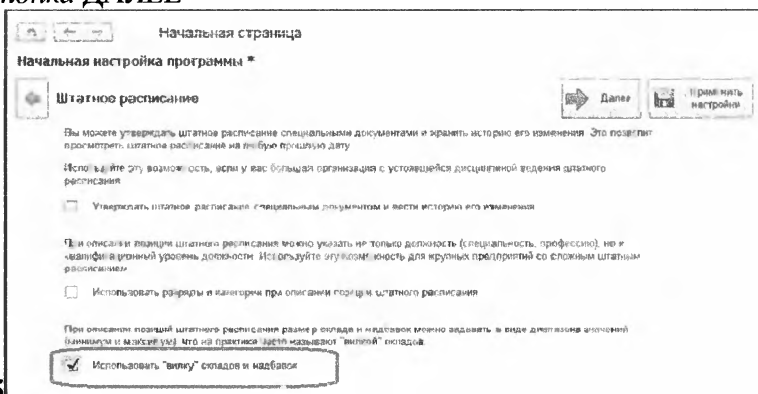 кнопка ДАЛЕЕ
Начальная страница
Начальная настройка программы *
Штатное расписание
Далее
Применить настройки
Вы можете утверждать штатное расписание специальными документами и хранить историю его изменения. Это позволит
просмотреть штатное расписание на любую прошлую дату
Используйте эту возможность, если у вас большая организация с устоявшейся дисциплиной ведения штатного
расписания
Утверждать штатное расписание специальным документом и вести историю его изменения
При описании позиции штатного расписания можно указать не только должность (специальность, профессию), но и
квалификационный уровень должности. Используйте эту возможность для крупных предприятий со сложным штатным
расписанием
Использовать разряды и категории при описании позиции штатного расписания
При описании позиций штатного расписания размер оклада и надбавок можно задавать в виде диапазона значений
(минимум и максимум), что на практике часто называют "вилкой" окладов.
Использовать "вилку" окладов и надбавок